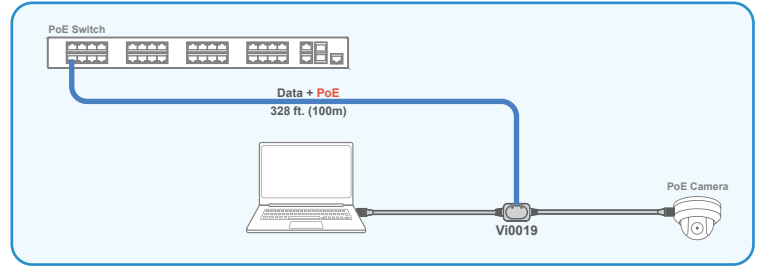 PoE Switch
Data + PoE
328 ft. (100m)
PoE Camera
Vi0019